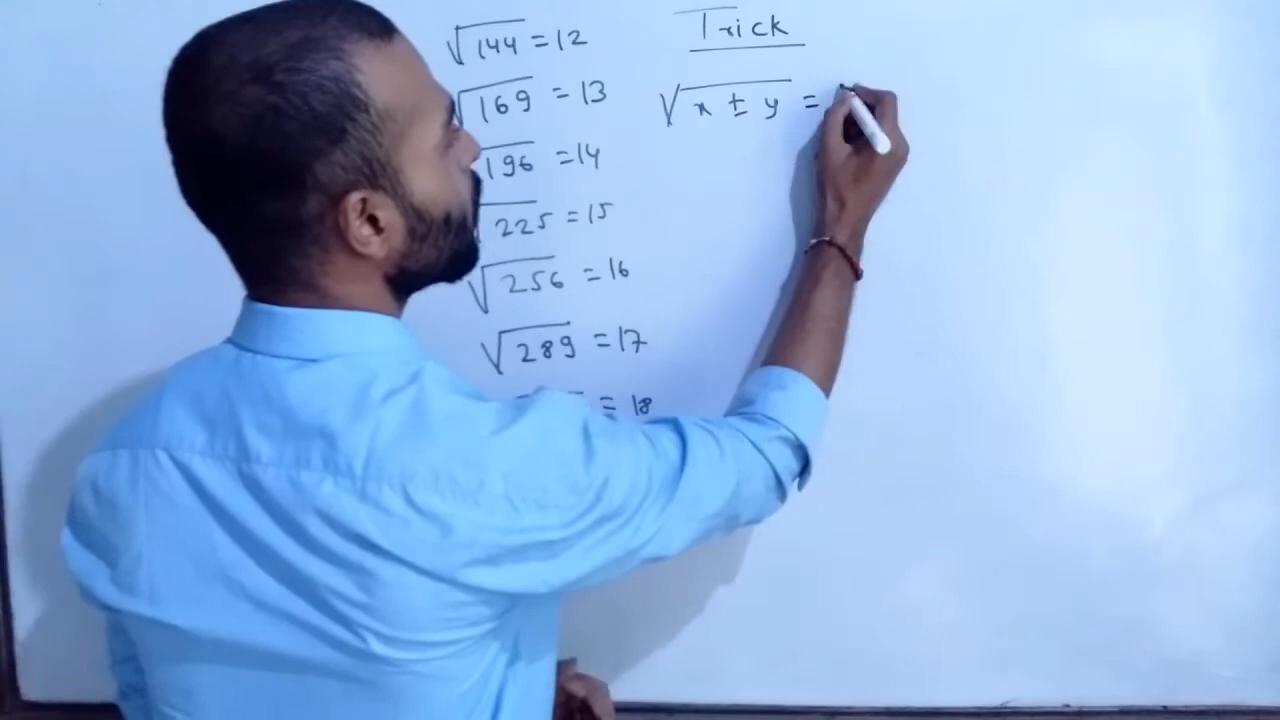 √144 = 12
√169 = 13
196 = 14
225 = 15
√256 = 16
√289 = 17
= 18
Trick
√x ± y =